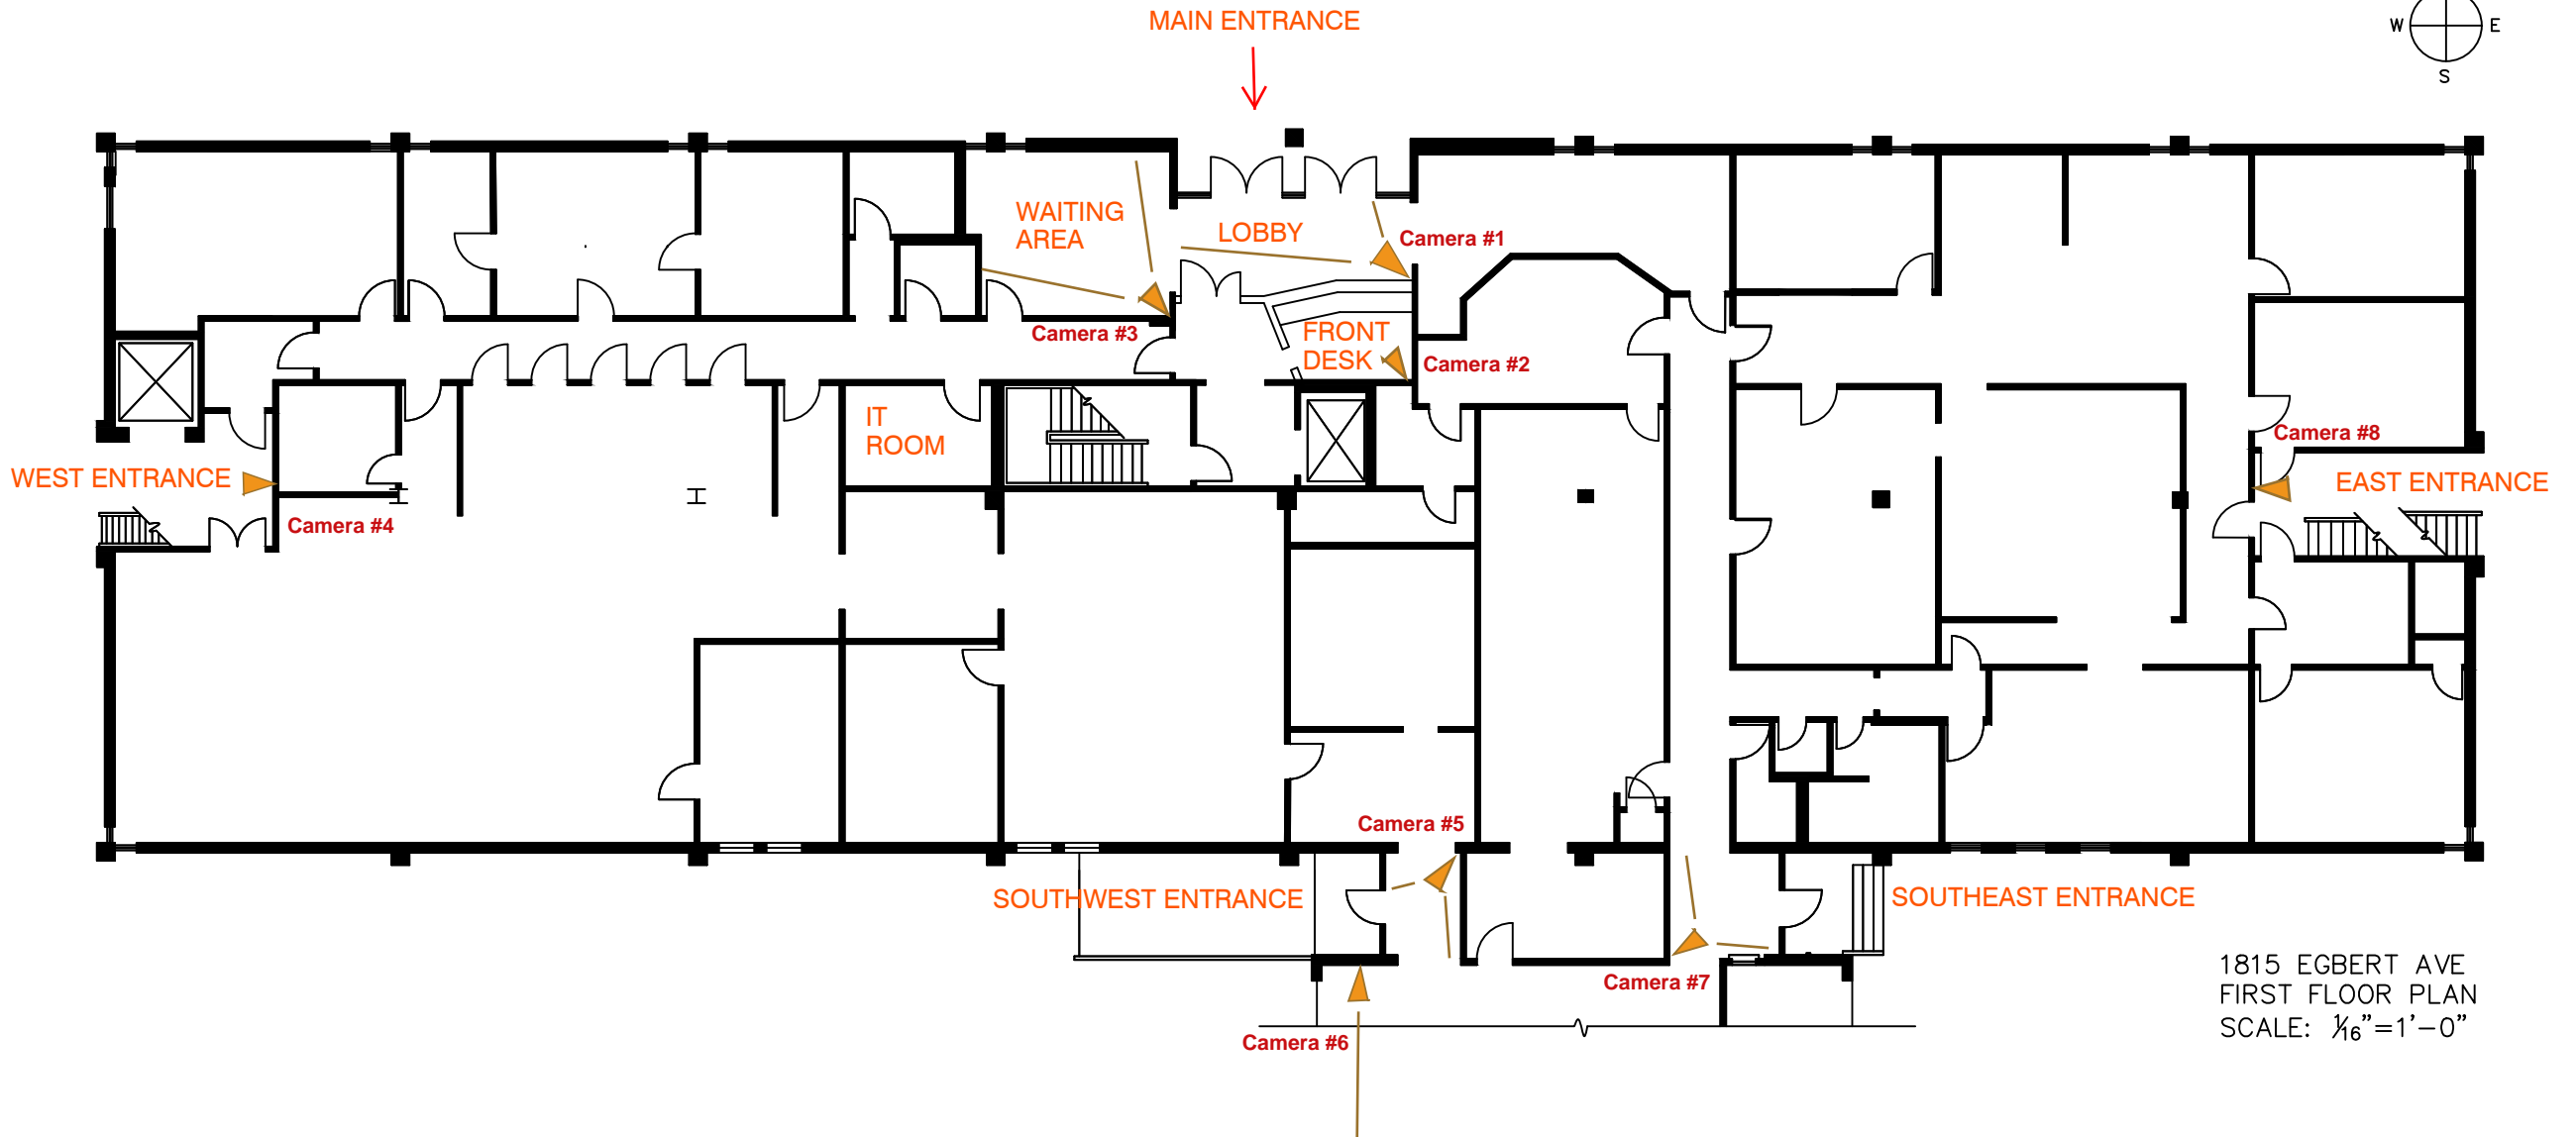 MAIN ENTRANCE
W E
S
WAITING
AREA
LOBBY
Camera #1
Camera #3
FRONT
DESK
Camera #2
IT
ROOM
Camera #8
WEST ENTRANCE
EAST ENTRANCE
Camera #4
Camera #5
SOUTHWEST ENTRANCE
SOUTHEAST ENTRANCE
Camera #7
Camera #6
1815 EGBERT AVE
FIRST FLOOR PLAN
SCALE: 1/16"=1'-0"